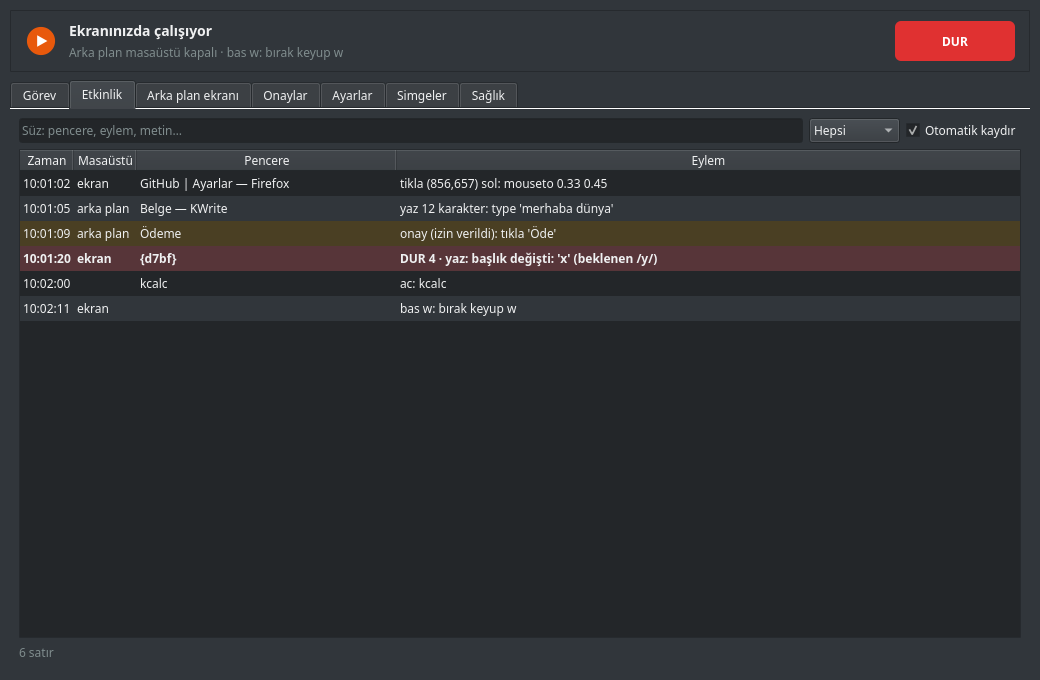 Ekranınızda çalışıyor
Arka plan masaüstü kapalı · bas w: bırak keyup w
DUR
Görev Etkinlik Arka plan ekranı Onaylar Ayarlar Simgeler Sağlık
Süz: pencere, eylem, metin... Hepsi Otomatik kaydır
Zaman Masaüstü Pencere Eylem
10:01:02 ekran GitHub | Ayarlar — Firefox tikla (856,657) sol: mouseto 0.33 0.45
10:01:05 arka plan Belge — KWrite yaz 12 karakter: type 'merhaba dünya'
10:01:09 arka plan Ödeme onay (izin verildi): tıkla 'Öde'
10:01:20 ekran {d7bf} DUR 4 · yaz: başlık değişti: 'x' (beklenen /y/)
10:02:00 kcalc ac: kcalc
10:02:11 ekran bas w: bırak keyup w
6 satır